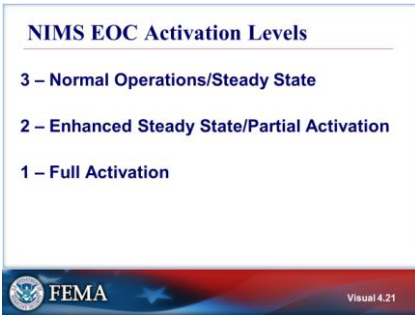 NIMS EOC Activation Levels
3 – Normal Operations/Steady State
2 – Enhanced Steady State/Partial Activation
1 – Full Activation
FEMA
Visual 4.21